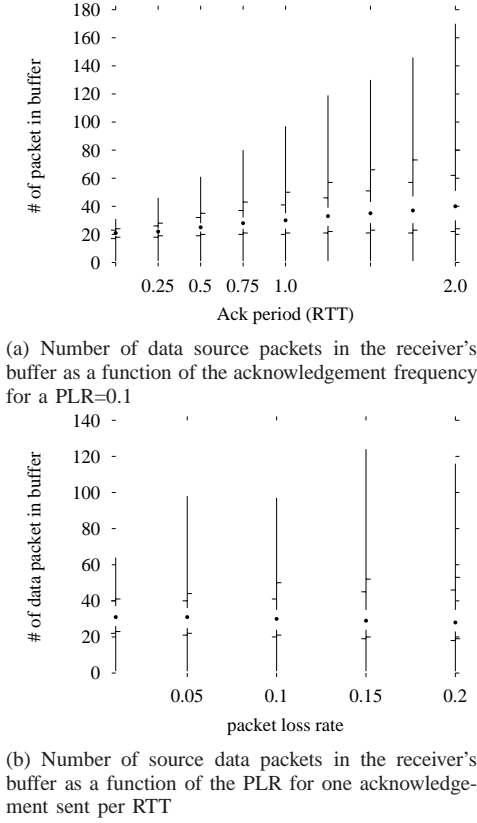 180
160
140
120
100
80
60
40
20
0
# of packet in buffer
0.25 0.5 0.75 1.0 2.0
Ack period (RTT)
(a) Number of data source packets in the receiver's
buffer as a function of the acknowledgement frequency
for a PLR=0.1
140
120
100
80
60
40
20
0
# of data packet in buffer
0.05 0.1 0.15 0.2
packet loss rate
(b) Number of source data packets in the receiver's
buffer as a function of the PLR for one acknowledge-
ment sent per RTT